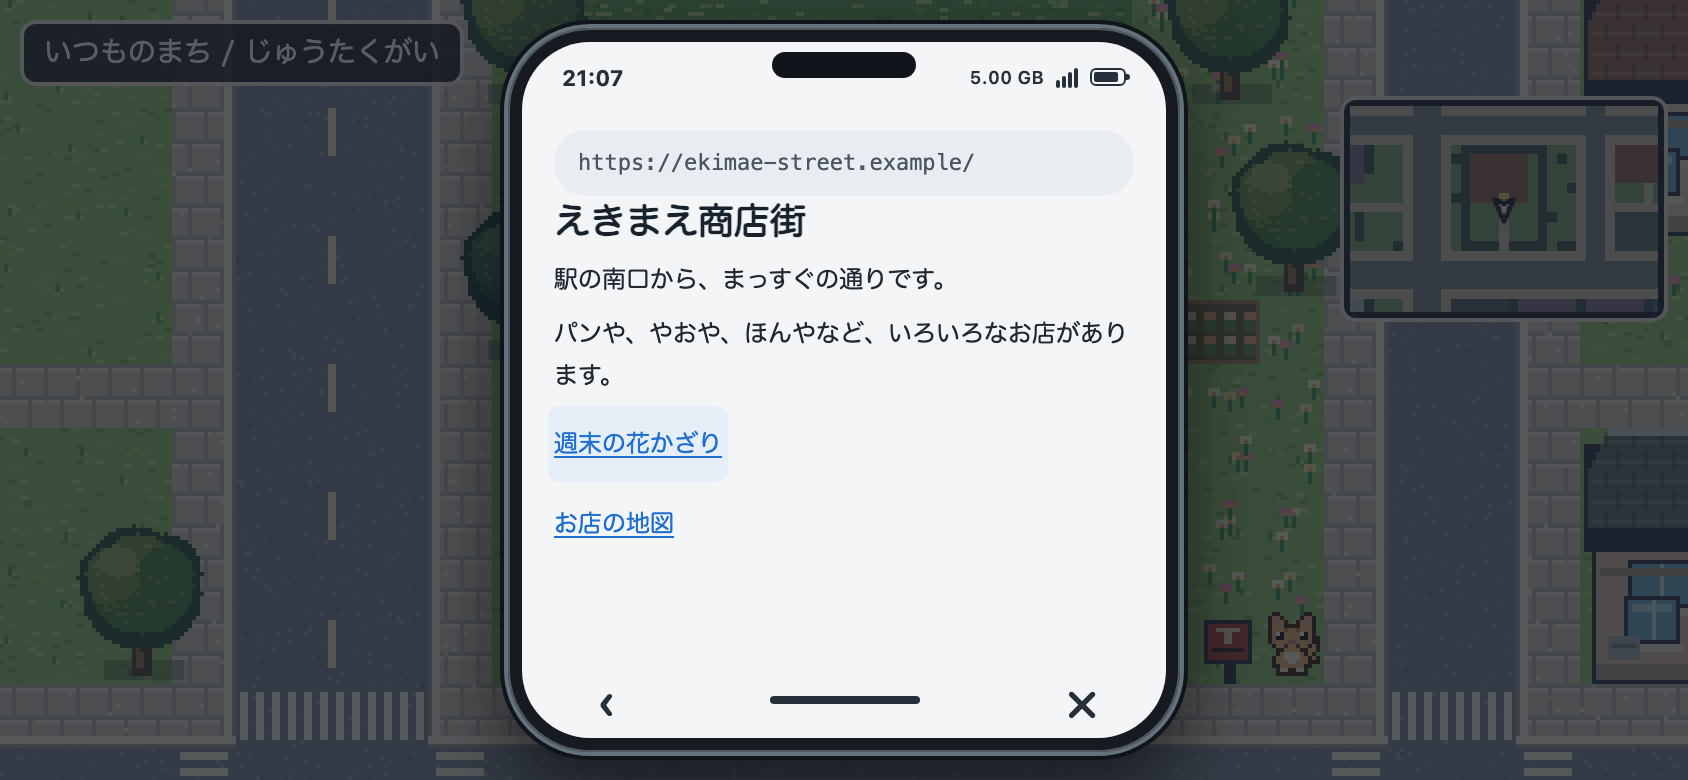 いつものまち / じゅうたくがい
21:07
5.00 GB
https://ekimae-street.example/
えきまえ商店街
駅の南口から、まっすぐの通りです。
パンや、やおや、ほんやなど、いろいろなお店があり
ます。
週末の花かざり
お店の地図